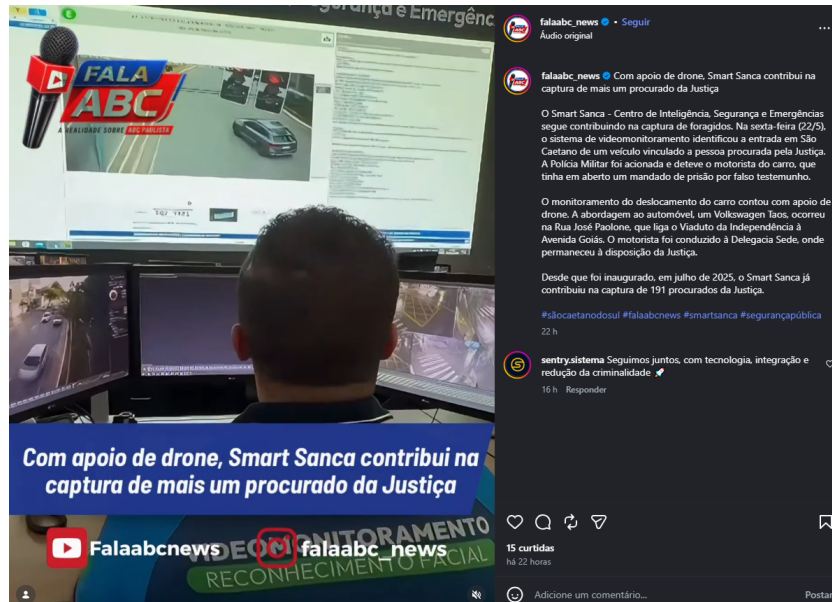 gurança e Emergênc
FALA
ABC
A REALIDADE SOBRE ABC PAULISTA
Com apoio de drone, Smart Sanca contribui na
captura de mais um procurado da Justiça
Falaabcnews
falaabc_news
VIDEOMONITORAMENTO
RECONHECIMENTO FACIAL
falaabc_news • Seguir
Áudio original
falaabc_news Com apoio de drone, Smart Sanca contribui na
captura de mais um procurado da Justiça
O Smart Sanca - Centro de Inteligência, Segurança e Emergências
segue contribuindo na captura de foragidos. Na sexta-feira (22/5),
o sistema de videomonitoramento identificou a entrada em São
Caetano de um veículo vinculado a pessoa procurada pela Justiça.
A Polícia Militar foi acionada e deteve o motorista do carro, que
tinha em aberto um mandado de prisão por falso testemunho.
O monitoramento do deslocamento do carro contou com apoio de
drone. A abordagem ao automóvel, um Volkswagen Taos, ocorreu
na Rua José Paolone, que liga o Viaduto da Independência à
Avenida Goiás. O motorista foi conduzido à Delegacia Sede, onde
permaneceu à disposição da Justiça.
Desde que foi inaugurado, em julho de 2025, o Smart Sanca já
contribuiu na captura de 191 procurados da Justiça.
#sãocaetanodosul #falaabcnews #smartsanca #segurançapública
22 h
sentry.sistema Seguimos juntos, com tecnologia, integração e
redução da criminalidade 🚀
16 h Responder
15 curtidas
há 22 horas
Adicione um comentário... Postar